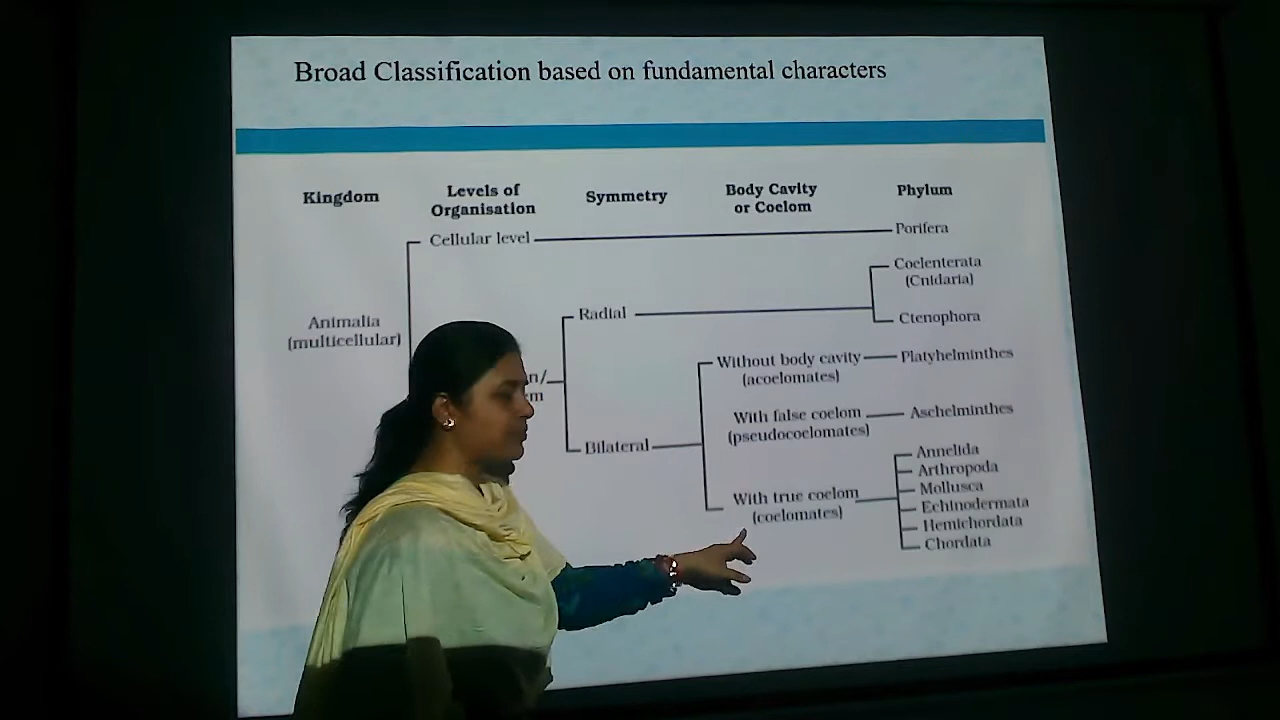 Broad Classification based on fundamental characters
Kingdom
Levels of
Organisation
Symmetry
Body Cavity
or Coelom
Phylum
Cellular level
Porifera
Coelenterata
(Cnidaria)
Radial
Ctenophora
Animalia
(multicellular)
Without body cavity
(acoelomates)
Platyhelminthes
With false coelom
(pseudocoelomates)
Aschelminthes
Bilateral
With true coelom
(coelomates)
Annelida
Arthropoda
Mollusca
Echinodermata
Hemichordata
Chordata